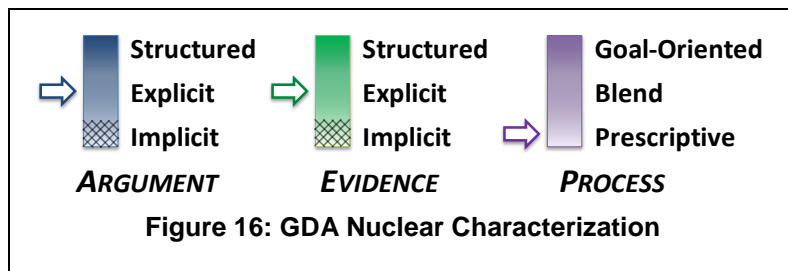 Structured Structured Goal-Oriented
Explicit Explicit Blend
Implicit Implicit Prescriptive
ARGUMENT EVIDENCE PROCESS
Figure 16: GDA Nuclear Characterization